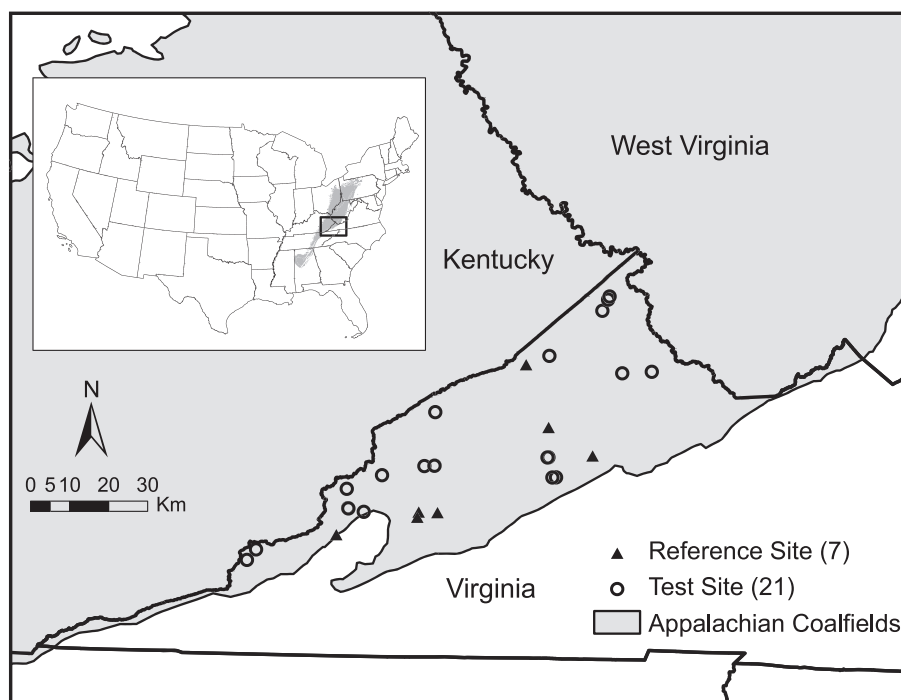 West Virginia
Kentucky
N
0 5 10 20 30
Km
Virginia
Reference Site (7)
Test Site (21)
Appalachian Coalfields